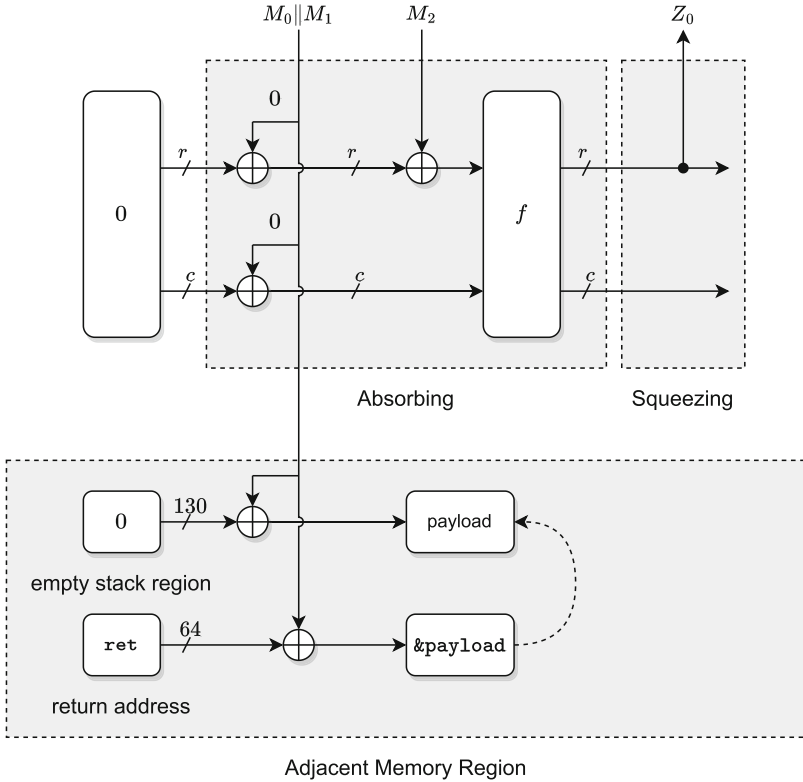 M₀‖M₁ M₂ Z₀
0
r r r
0 f
0
c c c
Absorbing Squeezing
130
0 payload
empty stack region
64
ret &payload
return address
Adjacent Memory Region